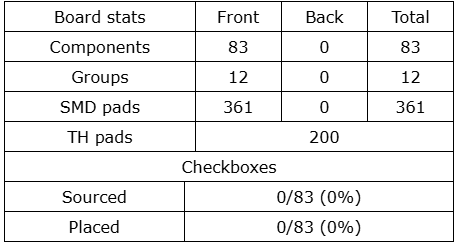 Board stats Front Back Total
Components 83 0 83
Groups 12 0 12
SMD pads 361 0 361
TH pads 200
Checkboxes
Sourced 0/83 (0%)
Placed 0/83 (0%)